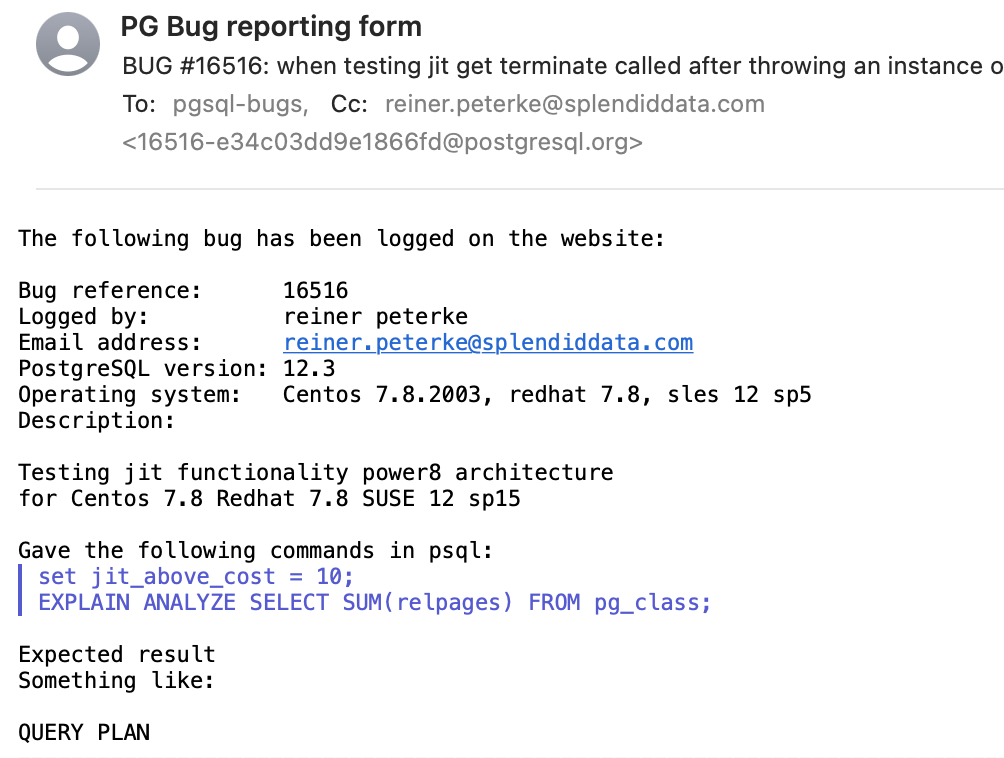 PG Bug reporting form
BUG #16516: when testing jit get terminate called after throwing an instance o
To: pgsql-bugs, Cc: reiner.peterke@splendiddata.com
<16516-e34c03dd9e1866fd@postgresql.org>
The following bug has been logged on the website:
Bug reference: 16516
Logged by: reiner peterke
Email address: reiner.peterke@splendiddata.com
PostgreSQL version: 12.3
Operating system: Centos 7.8.2003, redhat 7.8, sles 12 sp5
Description:
Testing jit functionality power8 architecture
for Centos 7.8 Redhat 7.8 SUSE 12 sp15
Gave the following commands in psql:
set jit_above_cost = 10;
EXPLAIN ANALYZE SELECT SUM(relpages) FROM pg_class;
Expected result
Something like:
QUERY PLAN